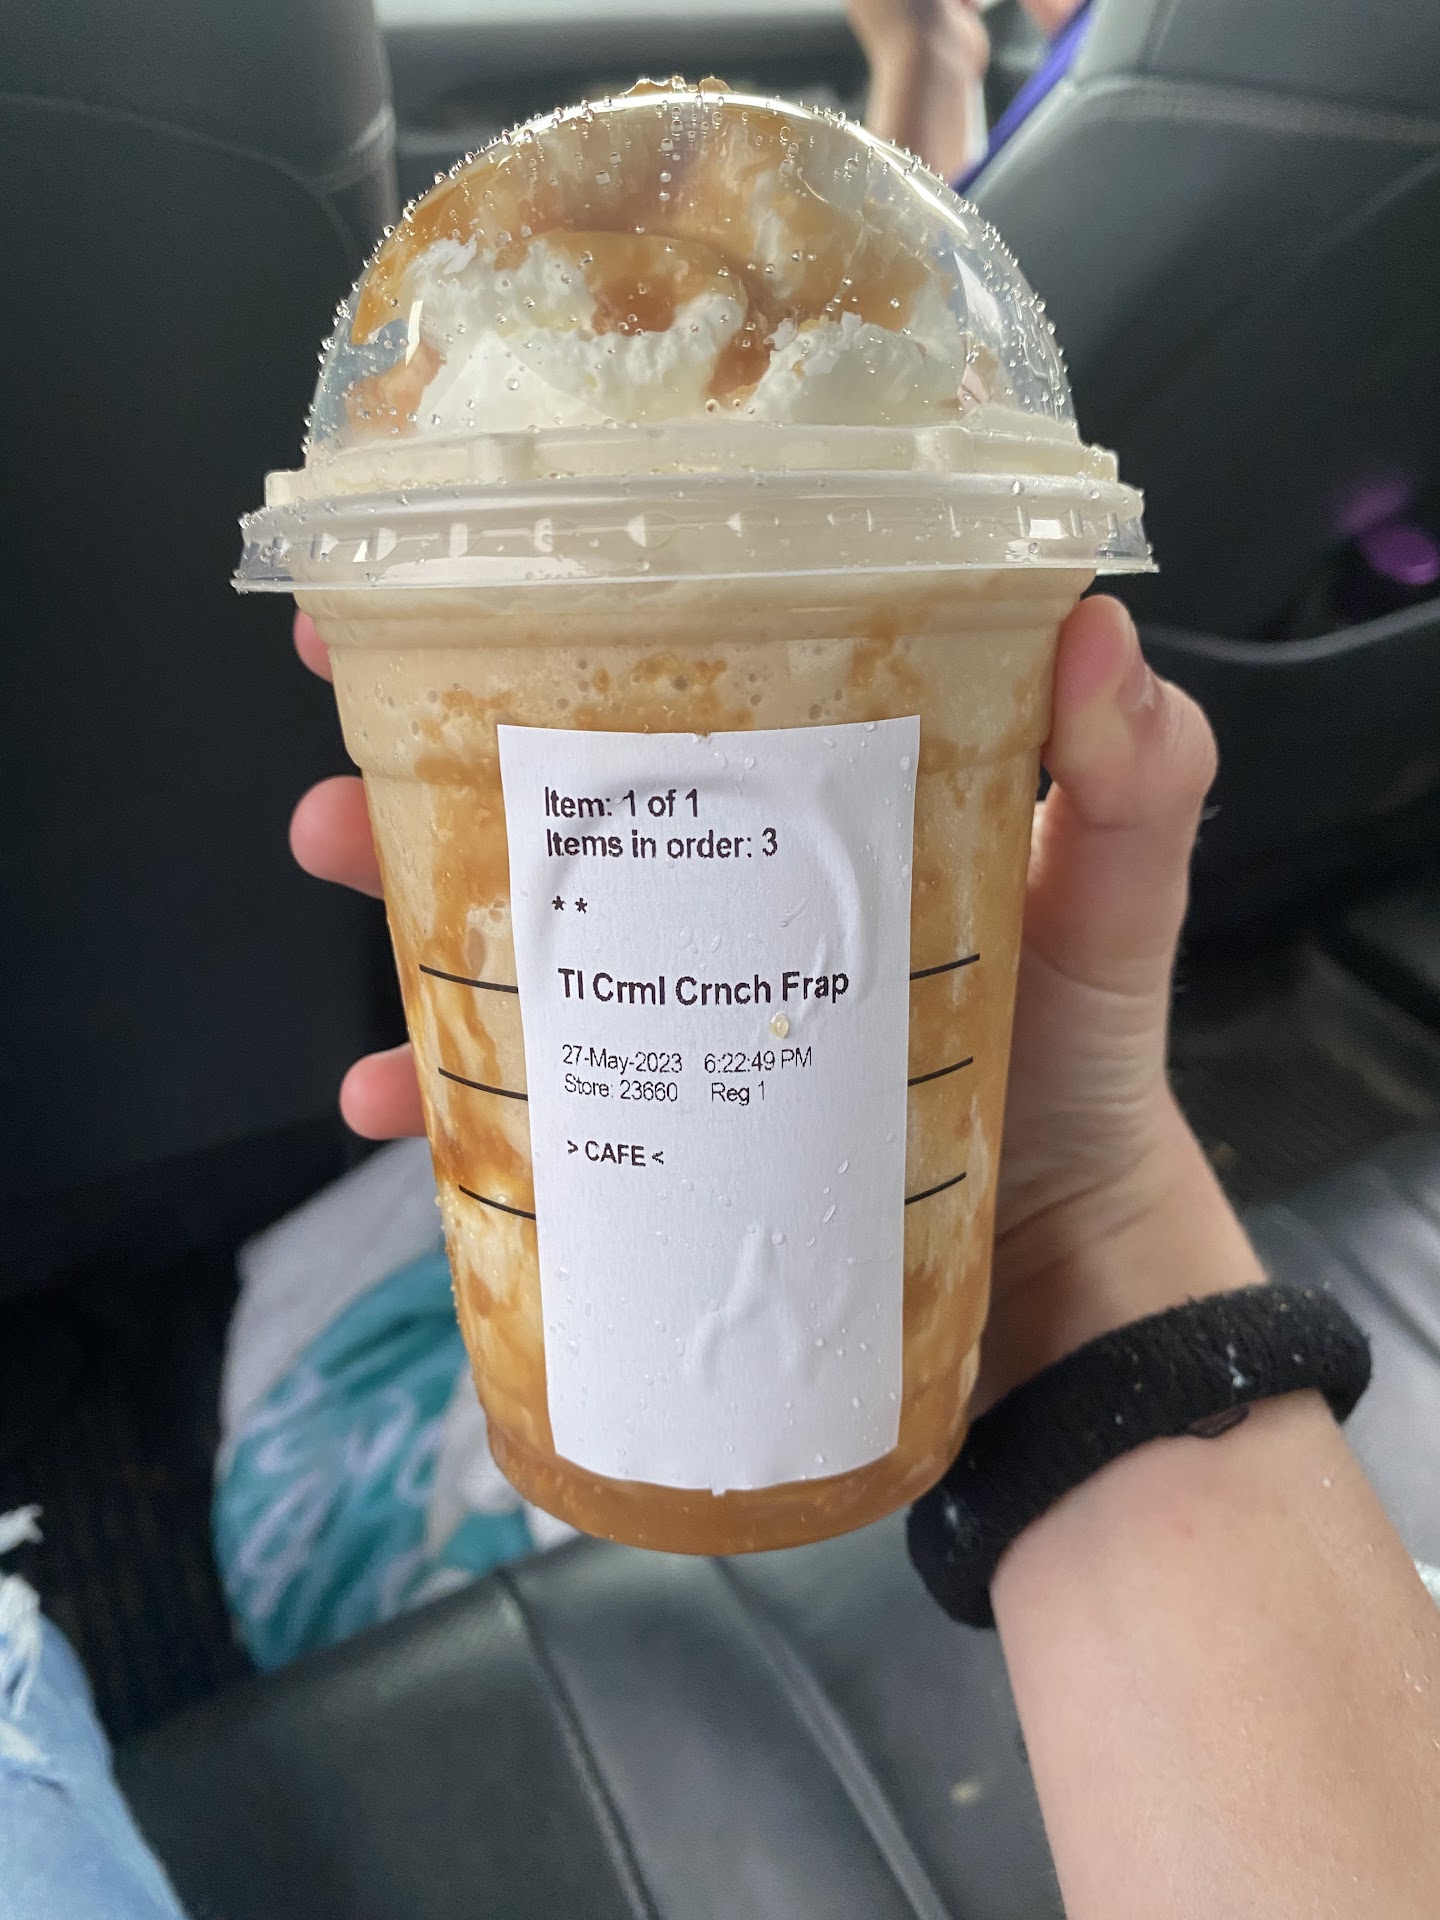 Item: 1 of 1
Items in order: 3
* *
Tl Crml Crnch Frap
27-May-2023 6:22:49 PM
Store: 23660 Reg 1
> CAFE <